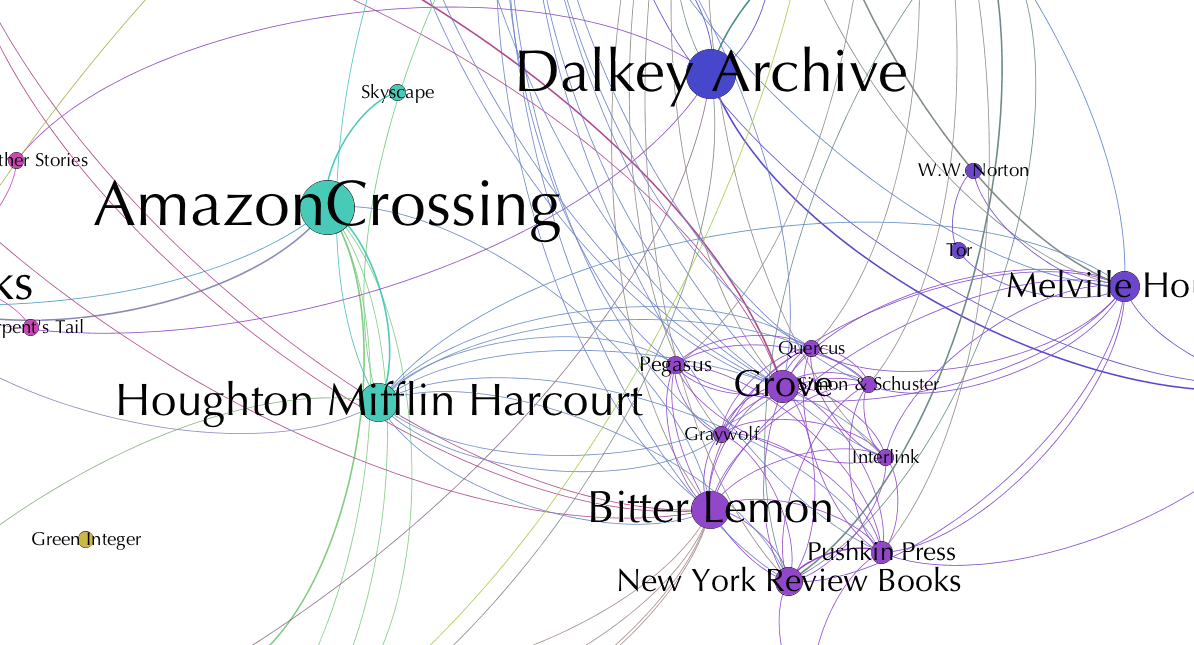 Dalkey Archive
Skyscape
ther Stories
W.W. Norton
AmazonCrossing
Tor
ks
Melville Hou
rpent's Tail
Quercus
Pegasus
Grove
Simon & Schuster
Houghton Mifflin Harcourt
Graywolf
Interlink
Bitter Lemon
Green Integer
Pushkin Press
New York Review Books